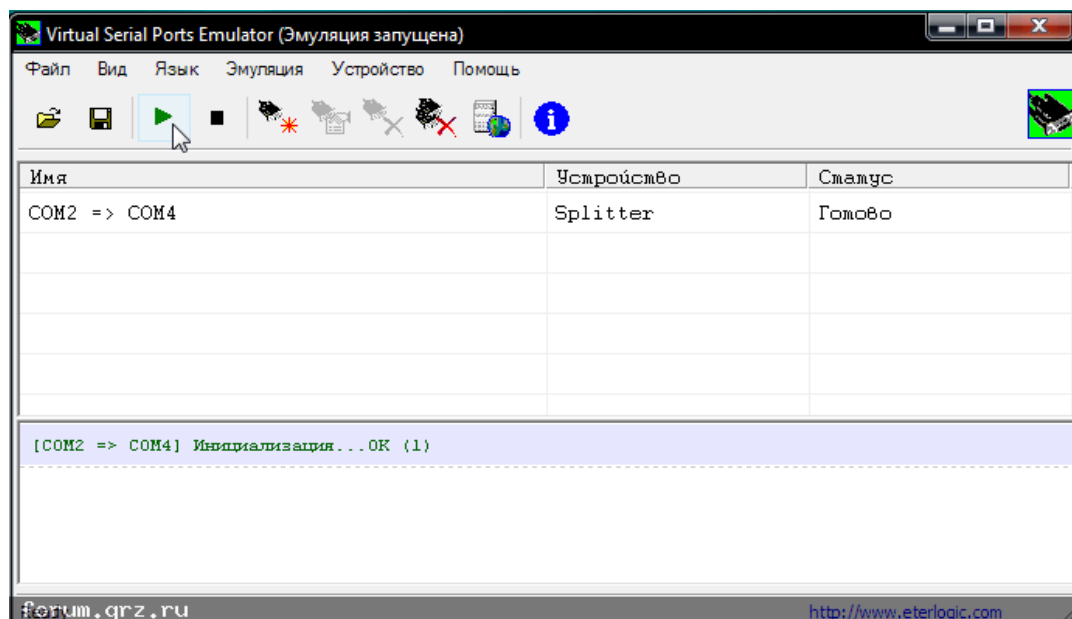 Virtual Serial Ports Emulator (Эмуляция запущена)
Файл Вид Язык Эмуляция Устройство Помощь
Имя Устройство Статус
COM2 => COM4 Splitter Готово
[COM2 => COM4] Инициализация...OK (1)
forum.qrz.ru http://www.eterlogic.com